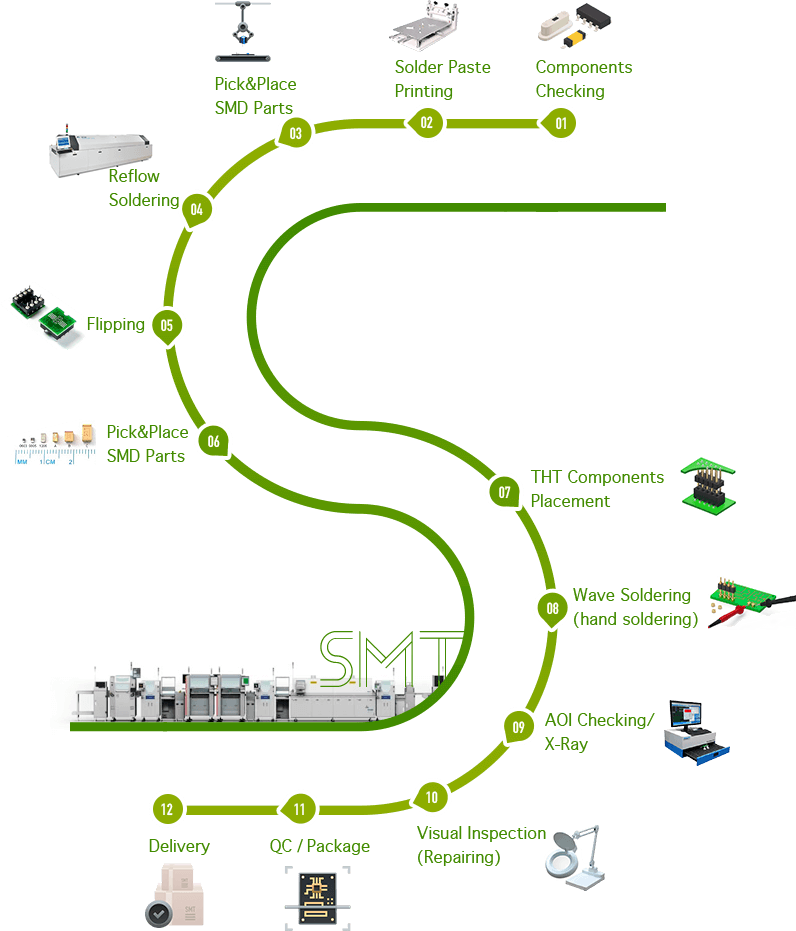 Components
Checking
01
Solder Paste
Printing
02
Pick&Place
SMD Parts
03
Reflow
Soldering
04
Flipping
05
Pick&Place
SMD Parts
06
MM 1 CM 2
THT Components
Placement
07
Wave Soldering
(hand soldering)
08
AOI Checking/
X-Ray
09
Visual Inspection
(Repairing)
10
QC / Package
11
Delivery
12
SMT
SMT